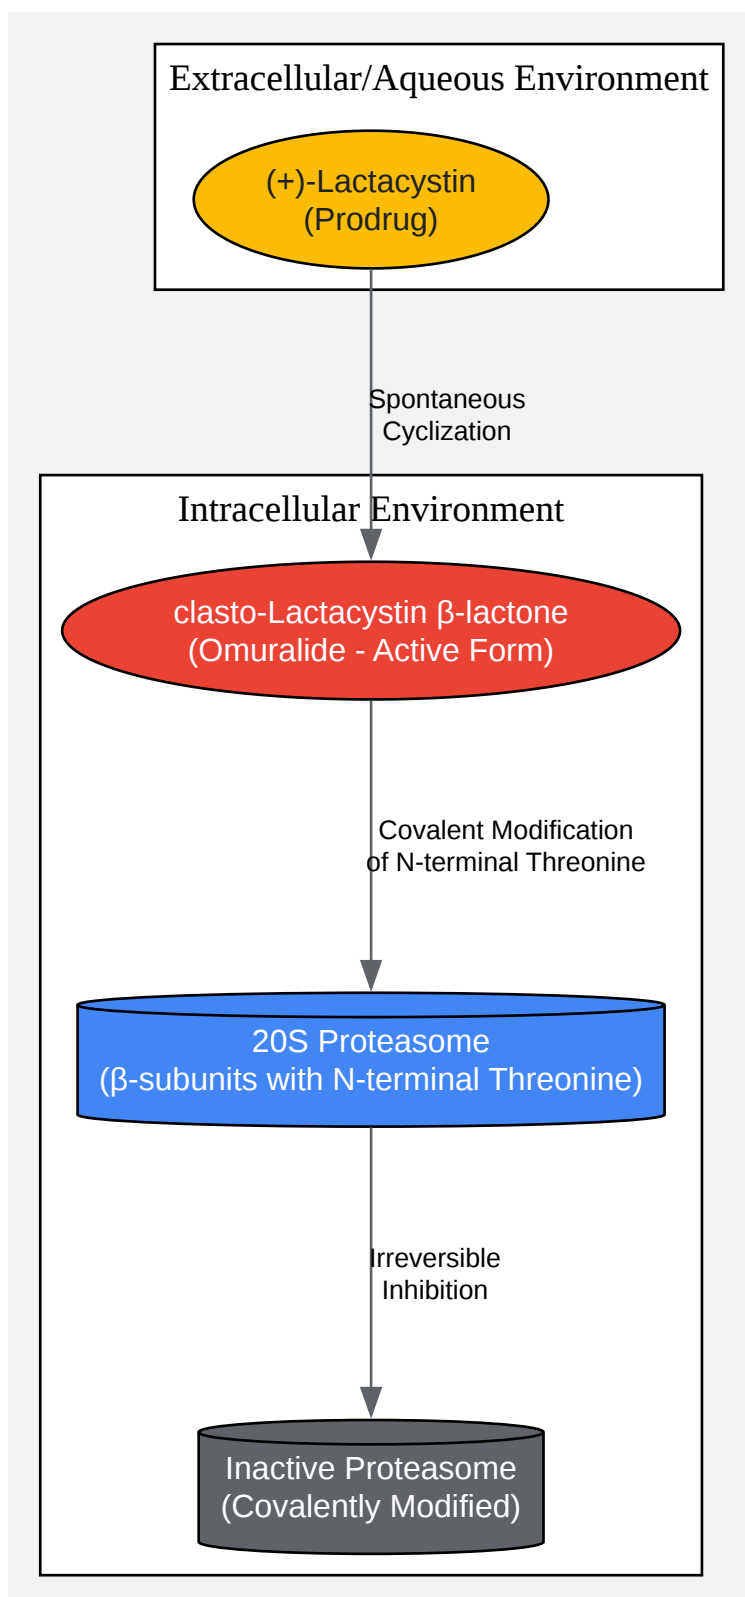 Extracellular/Aqueous Environment
(+)-Lactacystin
(Prodrug)
Spontaneous
Cyclization
Intracellular Environment
clasto-Lactacystin β-lactone
(Omuralide - Active Form)
Covalent Modification
of N-terminal Threonine
20S Proteasome
(β-subunits with N-terminal Threonine)
Irreversible
Inhibition
Inactive Proteasome
(Covalently Modified)